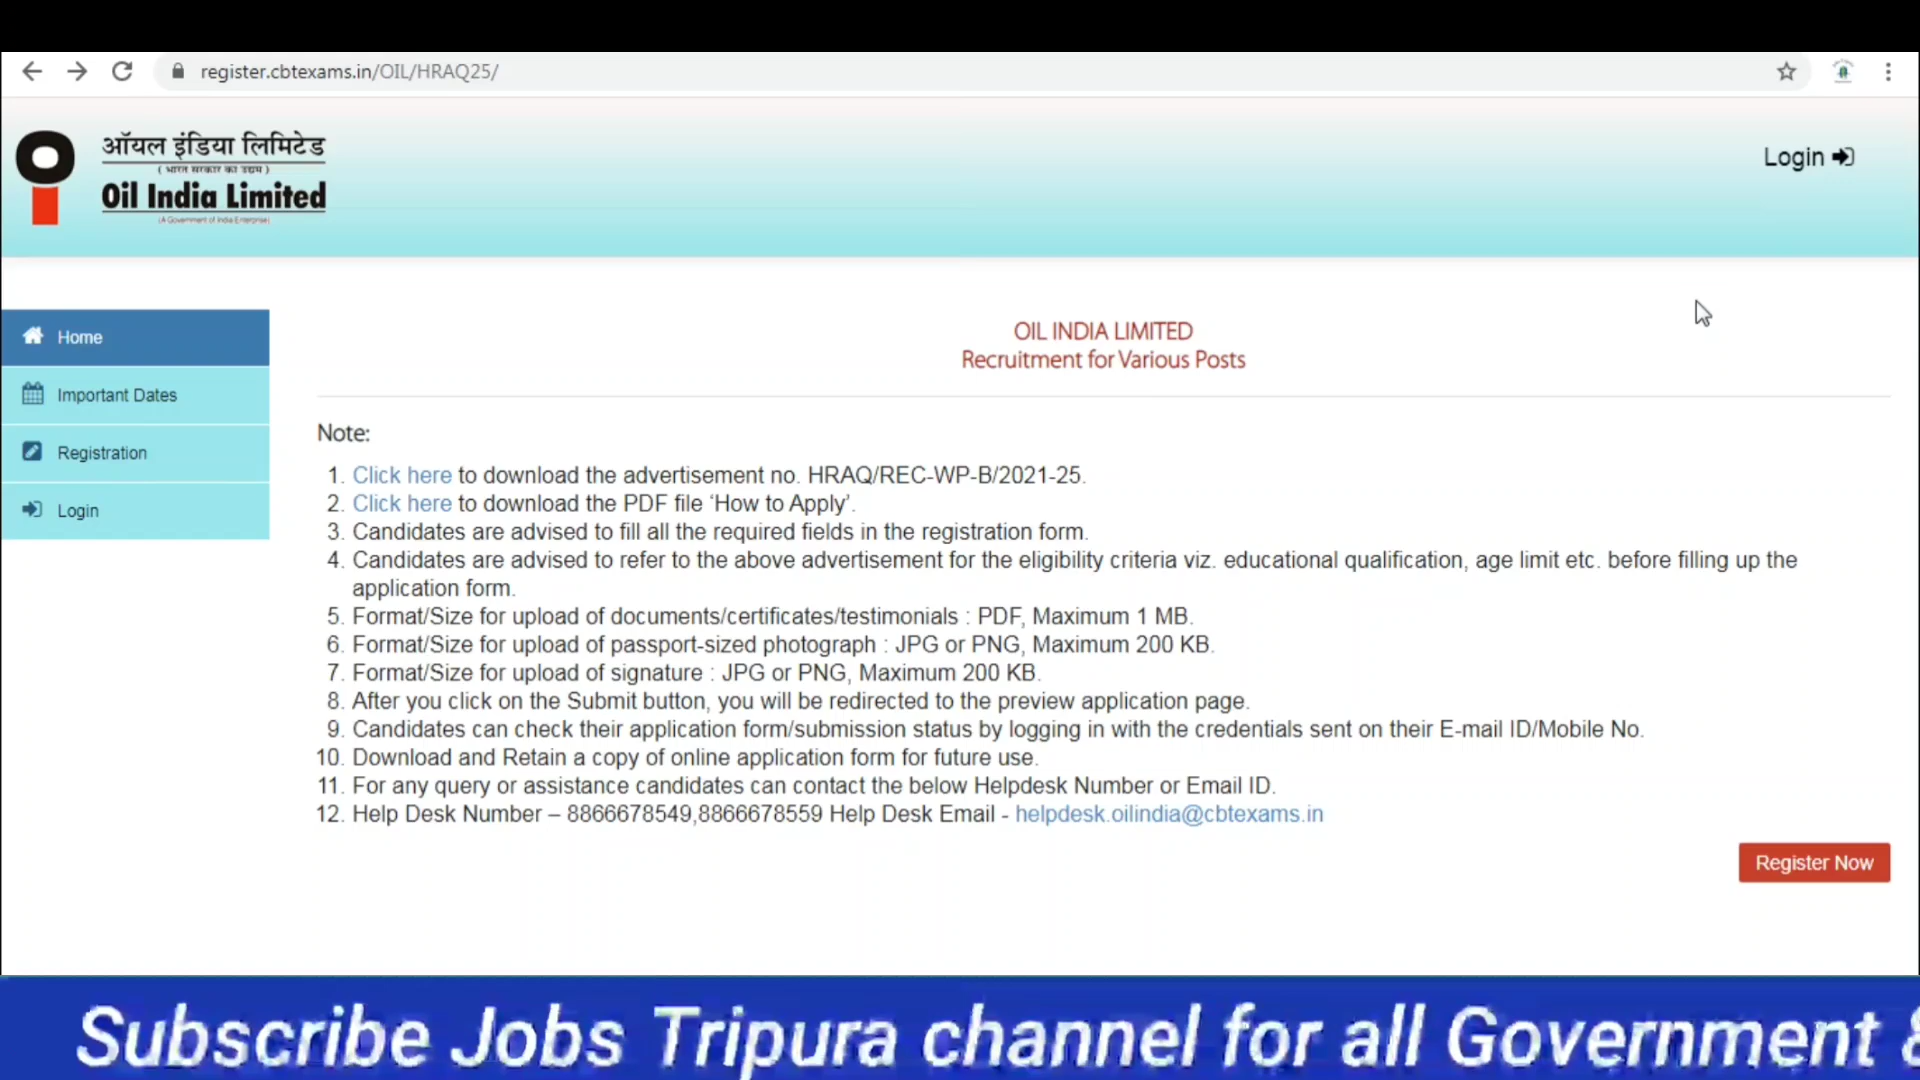 register.cbtexams.in/OIL/HRAQ25/
ऑयल इंडिया लिमिटेड
( भारत सरकार का उद्यम )
Oil India Limited
(A Government of India Enterprise)
Login
Home
Important Dates
Registration
Login
OIL INDIA LIMITED
Recruitment for Various Posts
Note:
1. Click here to download the advertisement no. HRAQ/REC-WP-B/2021-25.
2. Click here to download the PDF file ‘How to Apply’.
3. Candidates are advised to fill all the required fields in the registration form.
4. Candidates are advised to refer to the above advertisement for the eligibility criteria viz. educational qualification, age limit etc. before filling up the
application form.
5. Format/Size for upload of documents/certificates/testimonials : PDF, Maximum 1 MB.
6. Format/Size for upload of passport-sized photograph : JPG or PNG, Maximum 200 KB.
7. Format/Size for upload of signature : JPG or PNG, Maximum 200 KB.
8. After you click on the Submit button, you will be redirected to the preview application page.
9. Candidates can check their application form/submission status by logging in with the credentials sent on their E-mail ID/Mobile No.
10. Download and Retain a copy of online application form for future use.
11. For any query or assistance candidates can contact the below Helpdesk Number or Email ID.
12. Help Desk Number – 8866678549,8866678559 Help Desk Email - helpdesk.oilindia@cbtexams.in
Register Now
Subscribe Jobs Tripura channel for all Government &